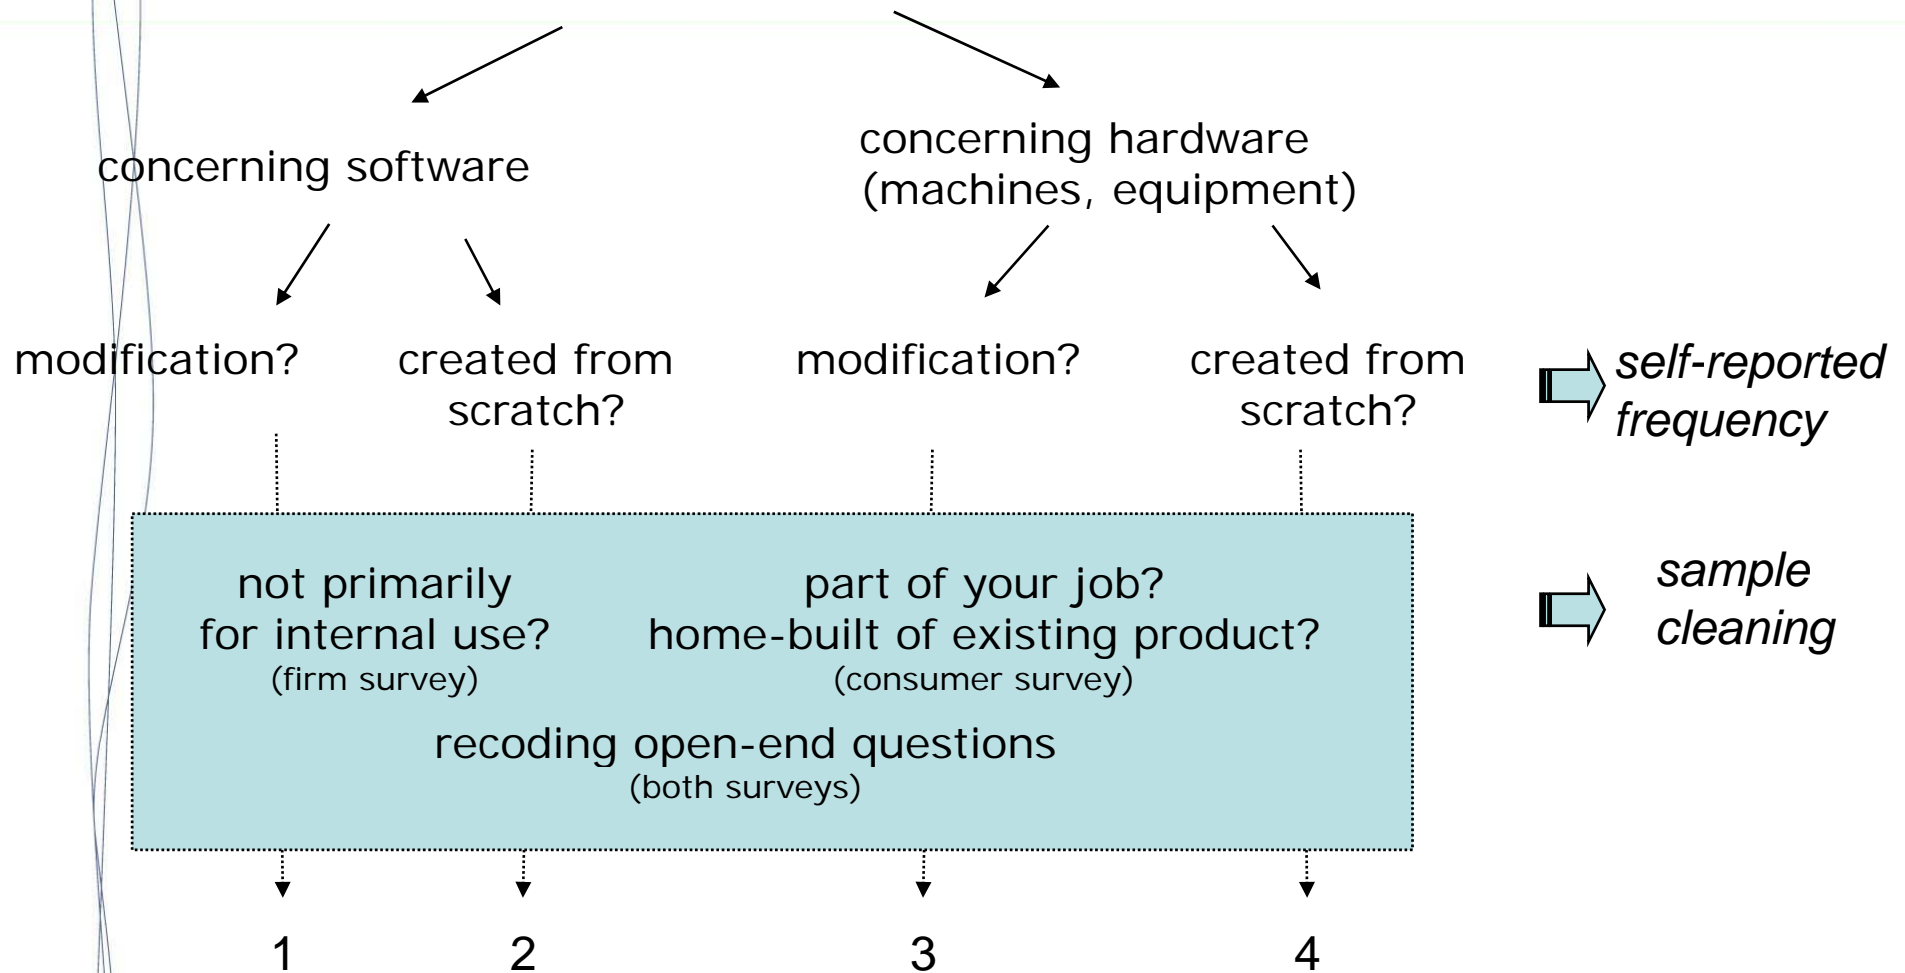 concerning software
concerning hardware
(machines, equipment)
modification?
created from
scratch?
modification?
created from
scratch?
self-reported
frequency
not primarily
for internal use?
(firm survey)
part of your job?
home-built of existing product?
(consumer survey)
recoding open-end questions
(both surveys)
sample
cleaning
1
2
3
4